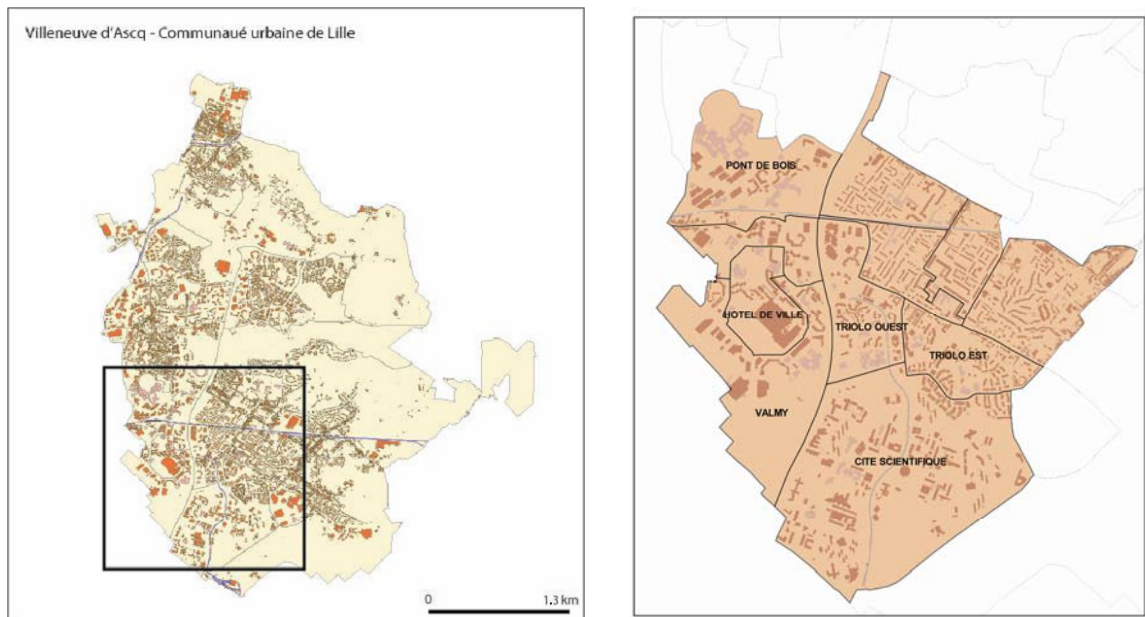 Villeneuve d'Ascq - Communaué urbaine de Lille
0 1.3 km
PONT DE BOIS
HOTEL DE VILLE
TRIOLO OUEST
TRIOLO EST
VALMY
CITE SCIENTIFIQUE